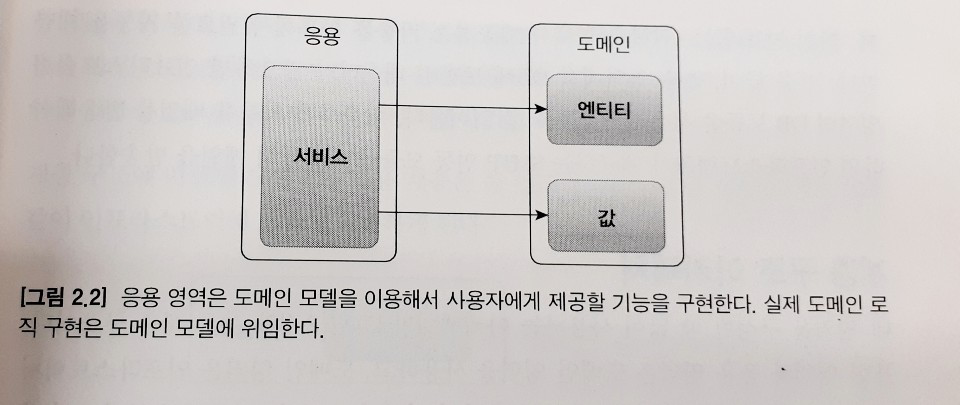 응용
도메인
엔티티
서비스
값
[그림 2.2] 응용 영역은 도메인 모델을 이용해서 사용자에게 제공할 기능을 구현한다. 실제 도메인 로
직 구현은 도메인 모델에 위임한다.